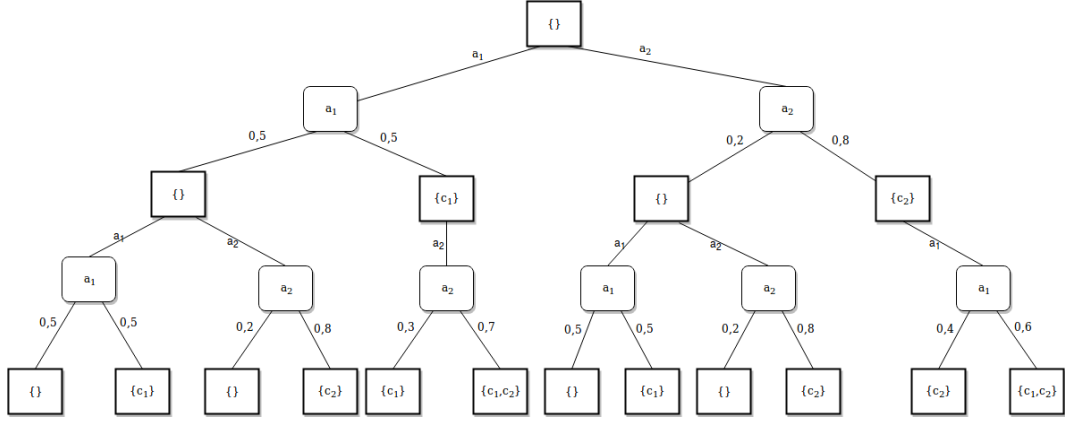 {}
a₁ a₂
a₁ a₂
0,5 0,5 0,2 0,8
{} {c₁} {} {c₂}
a₁ a₂ a₂ a₁ a₂ a₁
a₁ a₂ a₂ a₁ a₂ a₁
0,5 0,5 0,2 0,8 0,3 0,7 0,5 0,5 0,2 0,8 0,4 0,6
{} {c₁} {} {c₂} {c₁} {c₁,c₂} {} {c₁} {} {c₂} {c₂} {c₁,c₂}